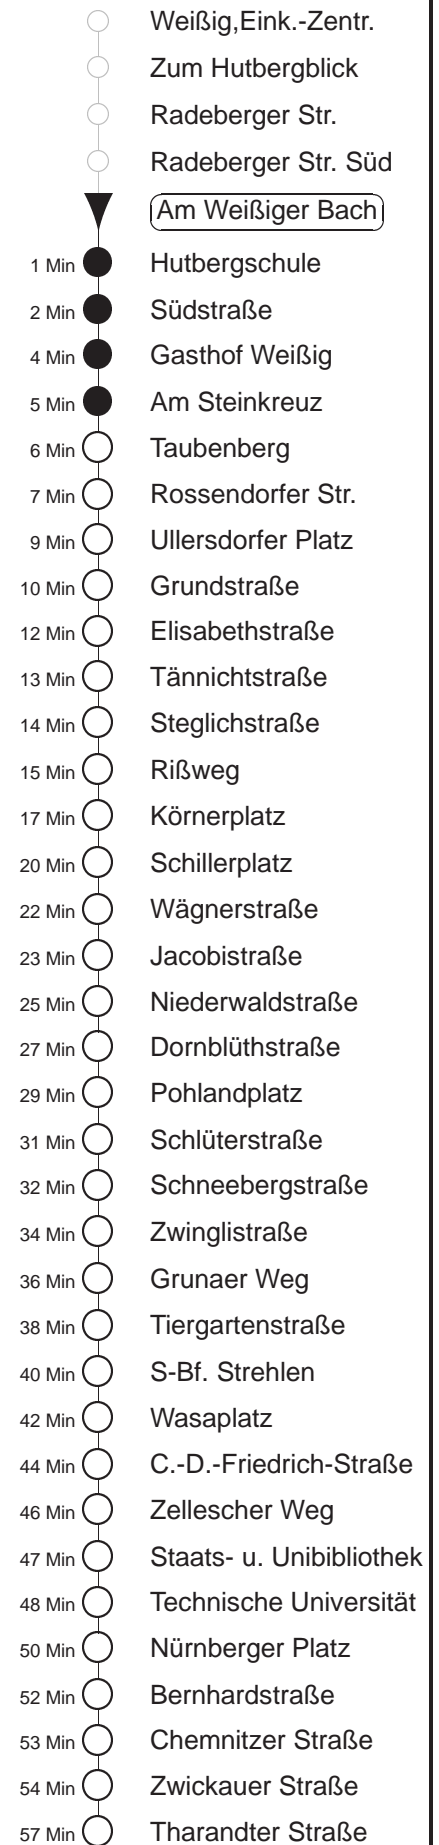 Weißig,Eink.-Zentr.
Zum Hutbergblick
Radeberger Str.
Radeberger Str. Süd
Am Weißiger Bach
1 Min Hutbergschule
2 Min Südstraße
4 Min Gasthof Weißig
5 Min Am Steinkreuz
6 Min Taubenberg
7 Min Rossendorfer Str.
9 Min Ullersdorfer Platz
10 Min Grundstraße
12 Min Elisabethstraße
13 Min Tännichtstraße
14 Min Steglichstraße
15 Min Rißweg
17 Min Körnerplatz
20 Min Schillerplatz
22 Min Wägnerstraße
23 Min Jacobistraße
25 Min Niederwaldstraße
27 Min Dornblüthstraße
29 Min Pohlandplatz
31 Min Schlüterstraße
32 Min Schneebergstraße
34 Min Zwinglistraße
36 Min Grunaer Weg
38 Min Tiergartenstraße
40 Min S-Bf. Strehlen
42 Min Wasaplatz
44 Min C.-D.-Friedrich-Straße
46 Min Zellescher Weg
47 Min Staats- u. Unibibliothek
48 Min Technische Universität
50 Min Nürnberger Platz
52 Min Bernhardstraße
53 Min Chemnitzer Straße
54 Min Zwickauer Straße
57 Min Tharandter Straße